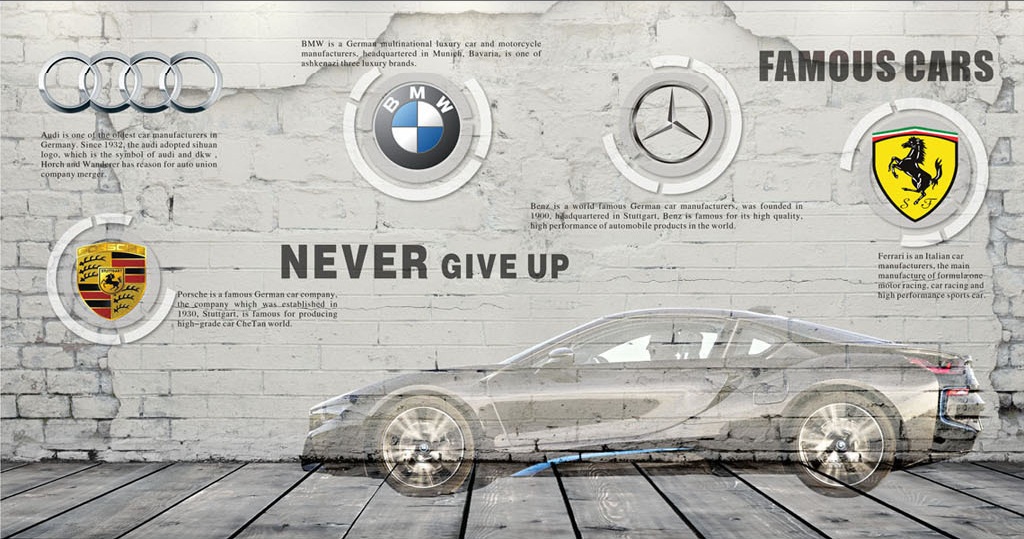 FAMOUS CARS
BMW is a German multinational luxury car and motorcycle
manufacturers, headquartered in Munich, Bavaria, is one of
ashkenazi three luxury brands.
BMW
Audi is one of the oldest car manufacturers in
Germany. Since 1932, the audi adopted sihuan
logo, which is the symbol of audi and dkw ,
Horch and Wanderer has reason for auto union
company merger.
S F
Benz is a world famous German car manufacturers, was founded in
1900, headquartered in Stuttgart, Benz is famous for its high quality,
high performance of automobile products in the world.
NEVER GIVE UP
Ferrari is an Italian car
manufacturers, the main
manufacture of formula one
motor racing, car racing and
high performance sports car.
PORSCHE
STUTTGART
Porsche is a famous German car company,
the company which was established in
1930, Stuttgart, is famous for producing
high-grade car CheTan world.